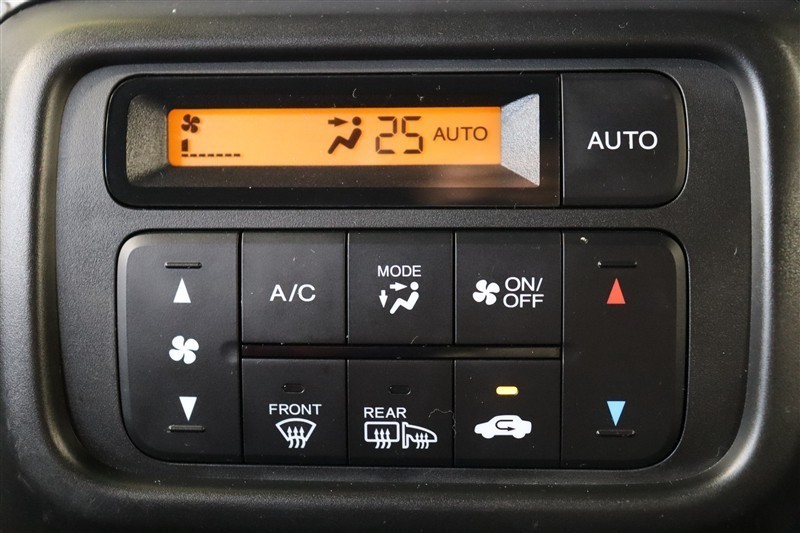 25 AUTO
AUTO
A/C
MODE
ON/
OFF
FRONT
REAR